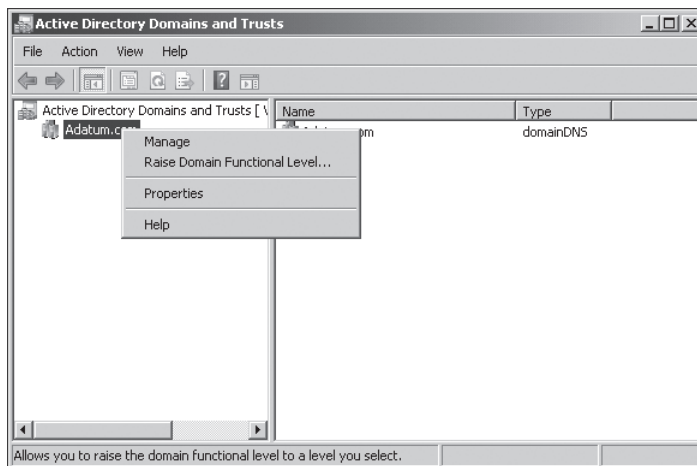 Active Directory Domains and Trusts
File Action View Help
Active Directory Domains and Trusts [
Adatum.com
Name Type
domainDNS
Manage
Raise Domain Functional Level...
Properties
Help
Allows you to raise the domain functional level to a level you select.